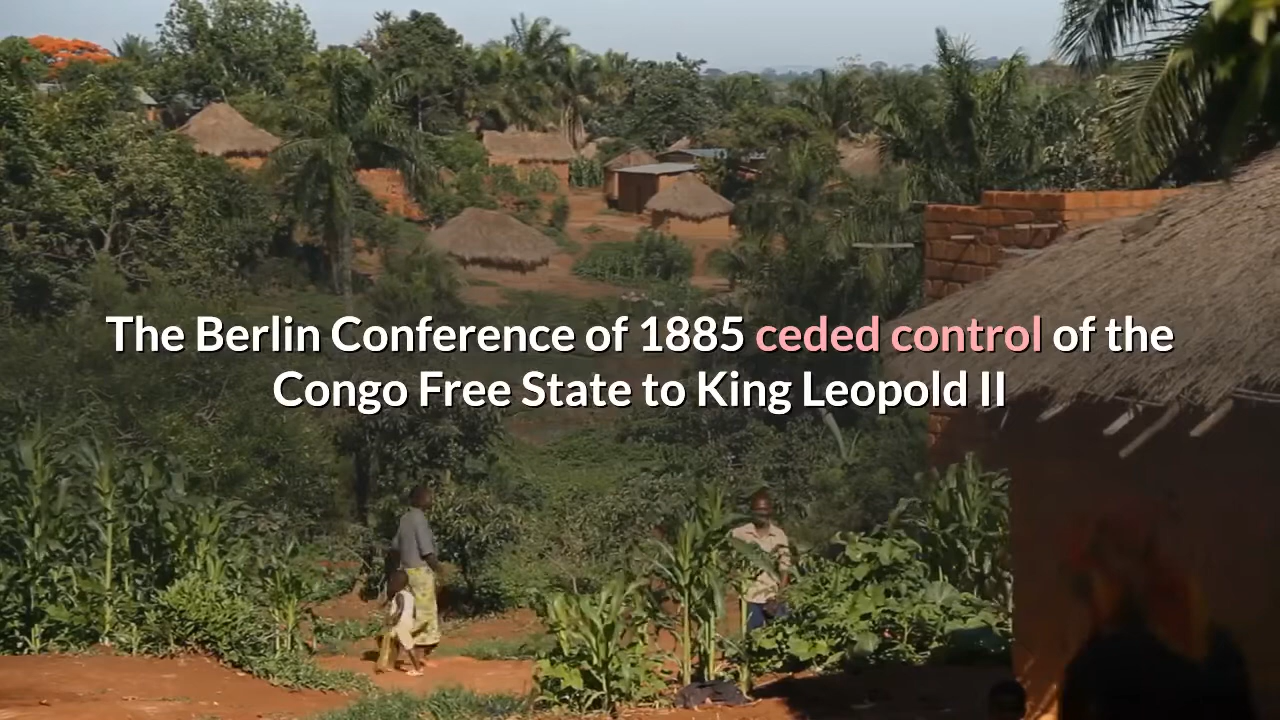 The Berlin Conference of 1885 ceded control of the
Congo Free State to King Leopold II